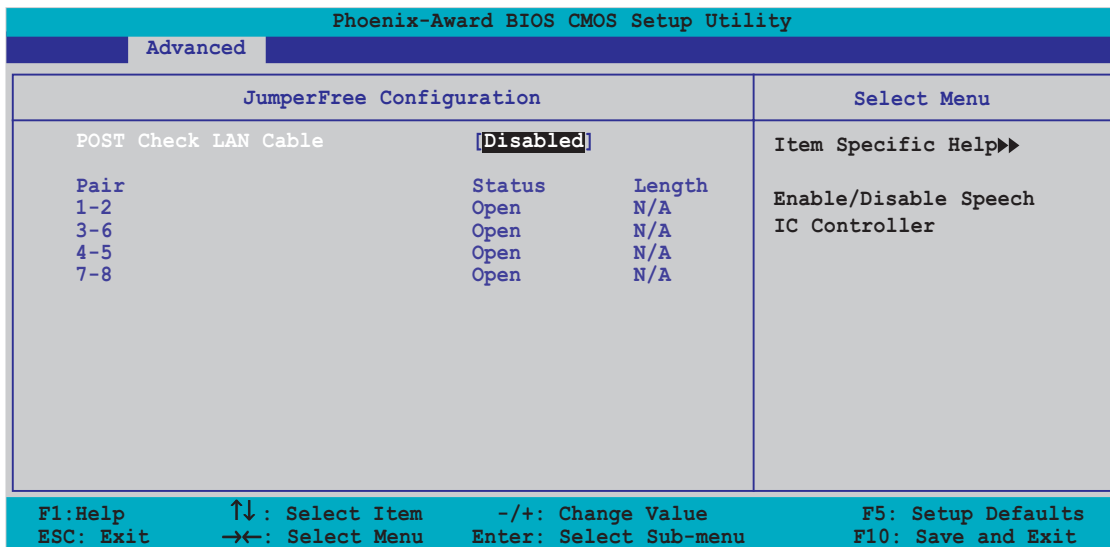 Phoenix-Award BIOS CMOS Setup Utility
Advanced
JumperFree Configuration
Select Menu
POST Check LAN Cable [Disabled]
Pair Status Length
1-2 Open N/A
3-6 Open N/A
4-5 Open N/A
7-8 Open N/A
Item Specific Help▶▶
Enable/Disable Speech
IC Controller
F1:Help ↑↓: Select Item -/+: Change Value F5: Setup Defaults
ESC: Exit →←: Select Menu Enter: Select Sub-menu F10: Save and Exit